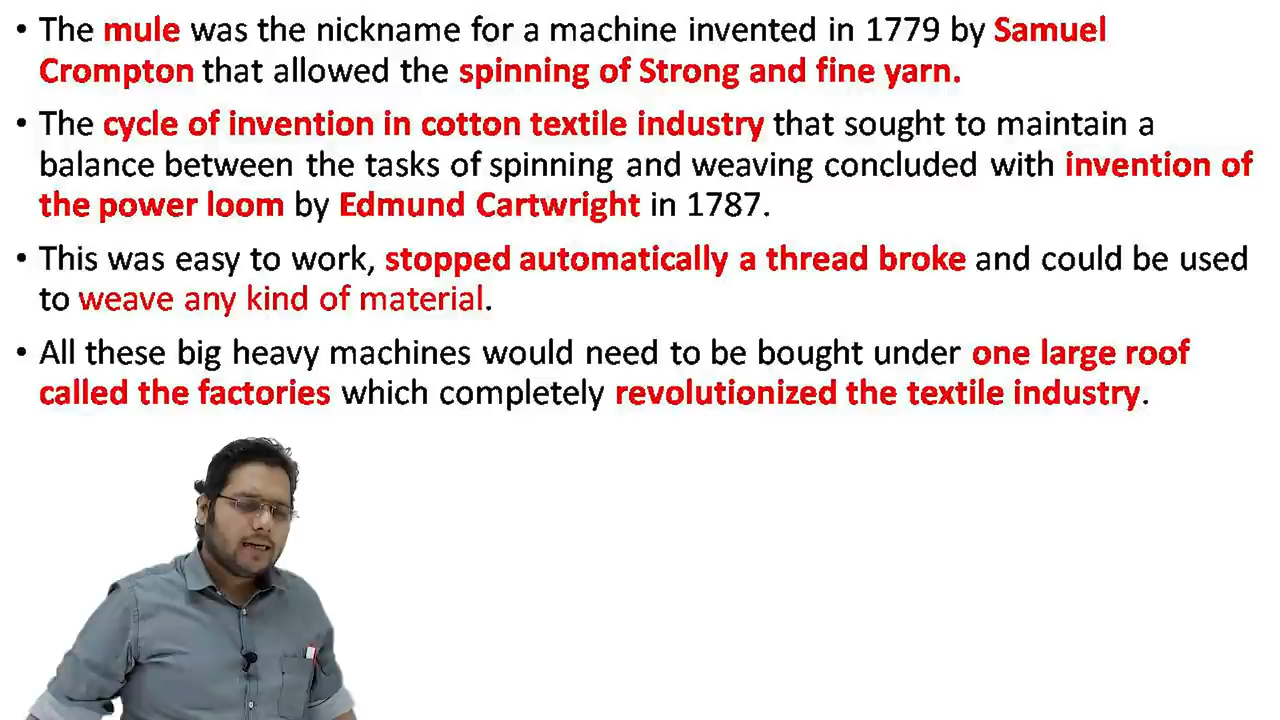 • The mule was the nickname for a machine invented in 1779 by Samuel
Crompton that allowed the spinning of Strong and fine yarn.
• The cycle of invention in cotton textile industry that sought to maintain a
balance between the tasks of spinning and weaving concluded with invention of
the power loom by Edmund Cartwright in 1787.
• This was easy to work, stopped automatically a thread broke and could be used
to weave any kind of material.
• All these big heavy machines would need to be bought under one large roof
called the factories which completely revolutionized the textile industry.